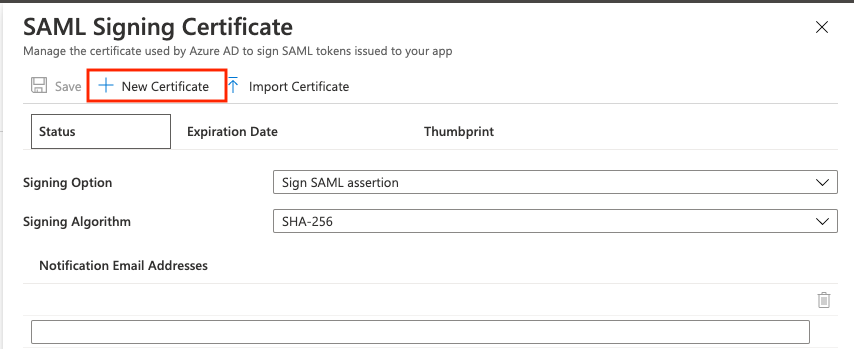 SAML Signing Certificate
Manage the certificate used by Azure AD to sign SAML tokens issued to your app
Save New Certificate Import Certificate
Status Expiration Date Thumbprint
Signing Option Sign SAML assertion
Signing Algorithm SHA-256
Notification Email Addresses